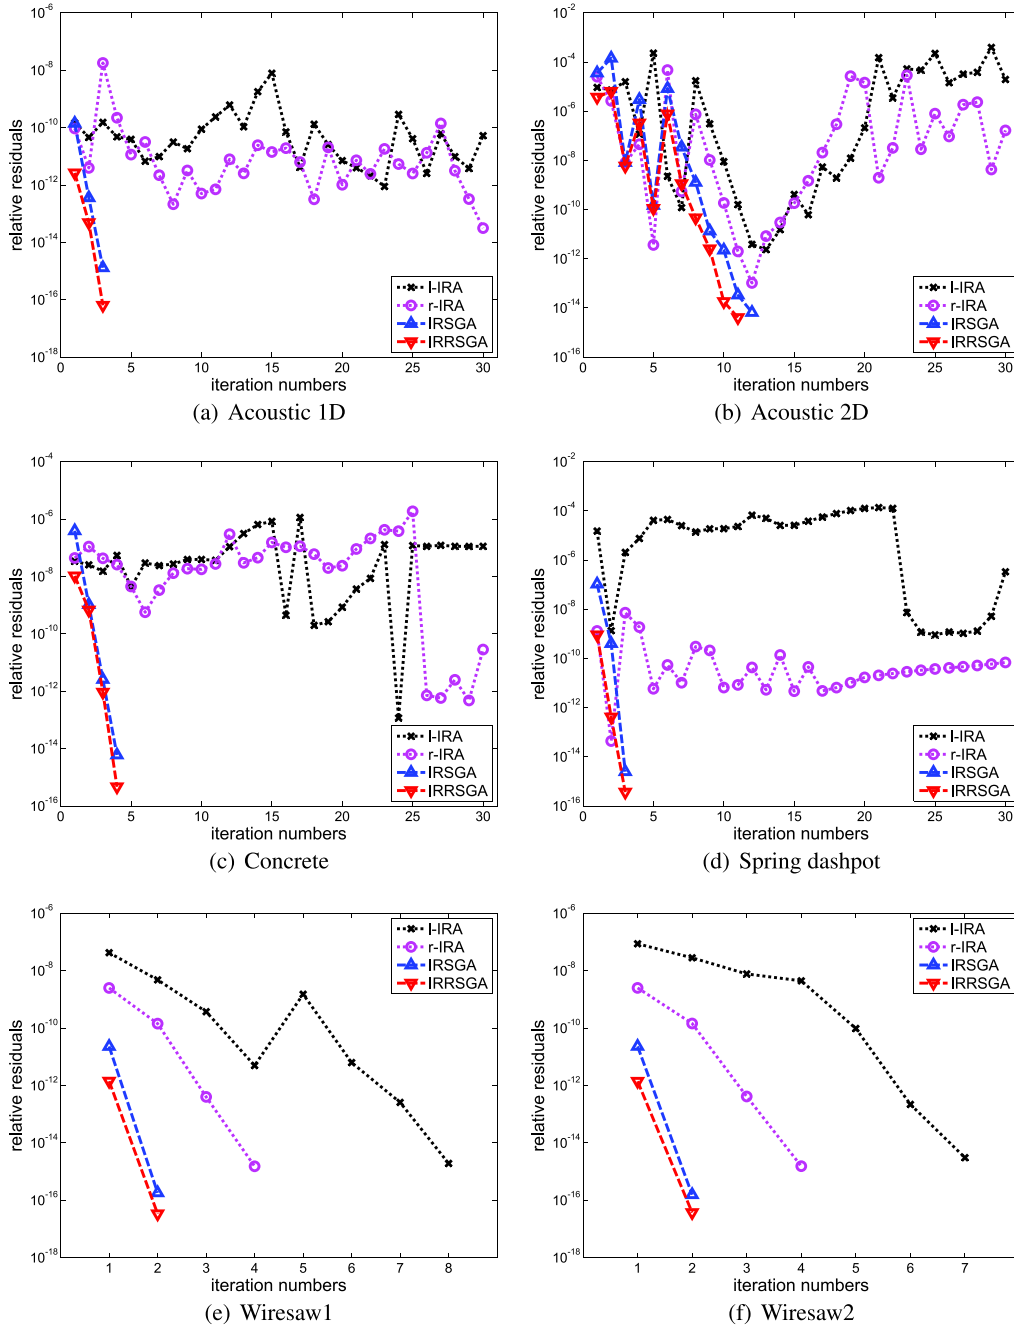 10⁻⁶
10⁻⁸
10⁻¹⁰
10⁻¹²
10⁻¹⁴
10⁻¹⁶
10⁻¹⁸
relative residuals
l-IRA
r-IRA
IRSGA
IRRSGA
0 5 10 15 20 25 30
iteration numbers
(a) Acoustic 1D
10⁻²
10⁻⁴
10⁻⁶
10⁻⁸
10⁻¹⁰
10⁻¹²
10⁻¹⁴
10⁻¹⁶
relative residuals
l-IRA
r-IRA
IRSGA
IRRSGA
0 5 10 15 20 25 30
iteration numbers
(b) Acoustic 2D
10⁻⁴
10⁻⁶
10⁻⁸
10⁻¹⁰
10⁻¹²
10⁻¹⁴
10⁻¹⁶
relative residuals
l-IRA
r-IRA
IRSGA
IRRSGA
0 5 10 15 20 25 30
iteration numbers
(c) Concrete
10⁻²
10⁻⁴
10⁻⁶
10⁻⁸
10⁻¹⁰
10⁻¹²
10⁻¹⁴
10⁻¹⁶
relative residuals
l-IRA
r-IRA
IRSGA
IRRSGA
0 5 10 15 20 25 30
iteration numbers
(d) Spring dashpot
10⁻⁶
10⁻⁸
10⁻¹⁰
10⁻¹²
10⁻¹⁴
10⁻¹⁶
10⁻¹⁸
relative residuals
l-IRA
r-IRA
IRSGA
IRRSGA
1 2 3 4 5 6 7 8
iteration numbers
(e) Wiresaw1
10⁻⁶
10⁻⁸
10⁻¹⁰
10⁻¹²
10⁻¹⁴
10⁻¹⁶
10⁻¹⁸
relative residuals
l-IRA
r-IRA
IRSGA
IRRSGA
1 2 3 4 5 6 7
iteration numbers
(f) Wiresaw2